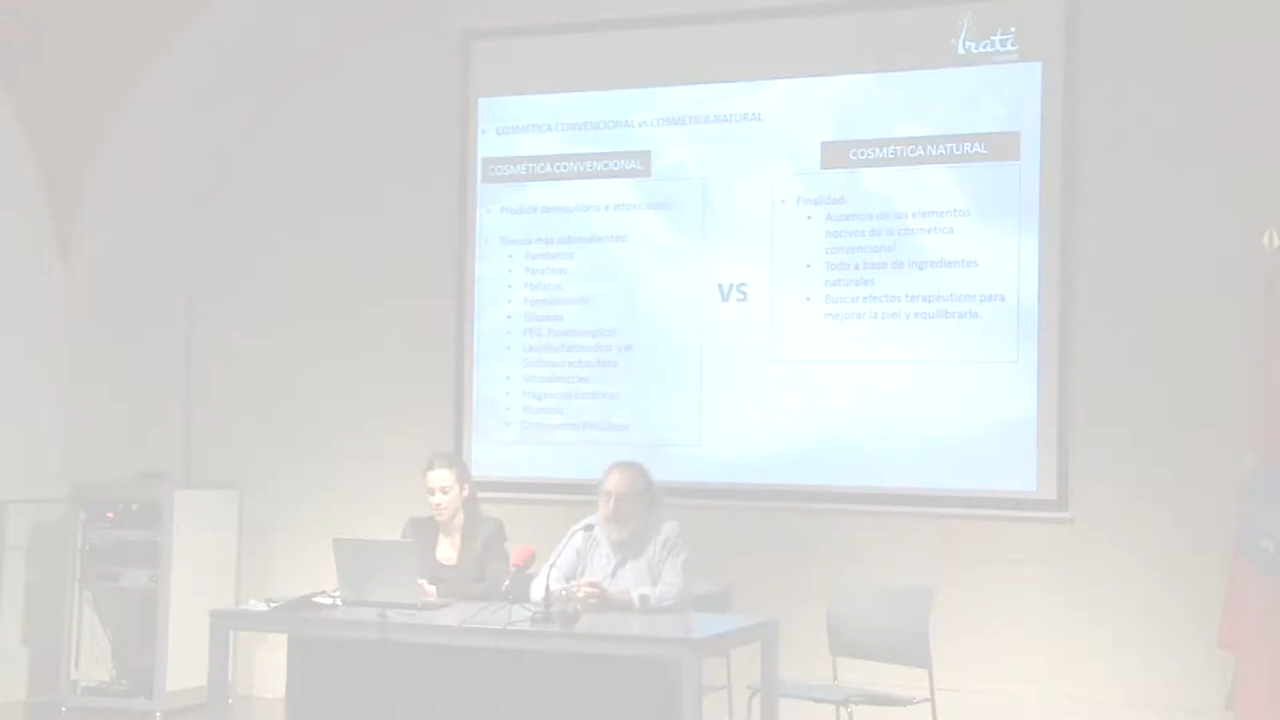 Irati
• COSMÉTICA CONVENCIONAL vs COSMÉTICA NATURAL
COSMÉTICA CONVENCIONAL
• Produce desequilibrio e intoxicación
• Tóxicos más sobresalientes:
• Parabenos
• Parafinas
• Ftalatos
• Formaldehído
• Siliconas
• PEG,
• y el
•
• Fragancias sintéticas
• Aluminio
VS
COSMÉTICA NATURAL
• Finalidad:
• Ausencia de los elementos
nocivos de la cosmética
convencional
• Todo a base de ingredientes
naturales
• Buscar efectos terapéuticos para
mejorar la piel y equilibrarla.